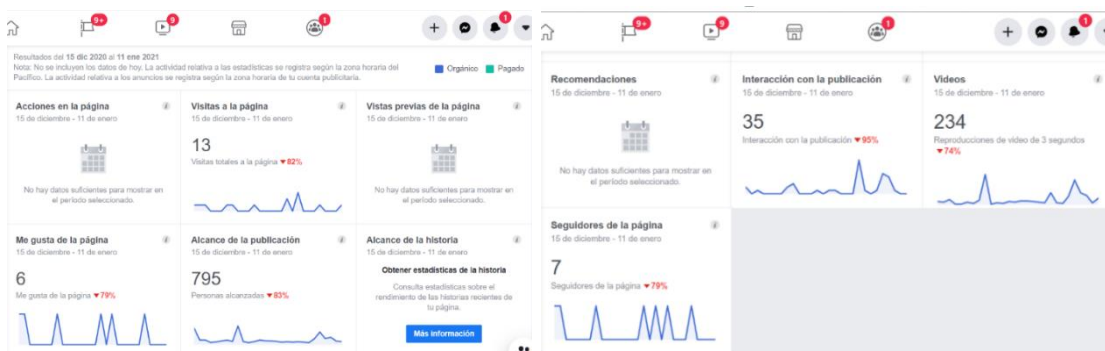 9+
9
1
1
Resultados del 15 dic 2020 al 11 ene 2021
Nota: No se incluyen los datos de hoy. La actividad relativa a las estadísticas se registra según la zona horaria del
Pacífico. La actividad relativa a los anuncios se registra según la zona horaria de tu cuenta publicitaria.
Orgánico
Pagado
Acciones en la página
15 de diciembre - 11 de enero
No hay datos suficientes para mostrar en
el período seleccionado.
Visitas a la página
15 de diciembre - 11 de enero
13
Visitas totales a la página ▼82%
Vistas previas de la página
15 de diciembre - 11 de enero
No hay datos suficientes para mostrar en
el período seleccionado.
Me gusta de la página
15 de diciembre - 11 de enero
6
Me gusta de la página ▼79%
Alcance de la publicación
15 de diciembre - 11 de enero
795
Personas alcanzadas ▼83%
Alcance de la historia
15 de diciembre - 11 de enero
Obtener estadísticas de la historia
Consulta estadísticas sobre el
rendimiento de las historias recientes de
tu página.
Más información
9+
9
1
1
Recomendaciones
15 de diciembre - 11 de enero
No hay datos suficientes para mostrar en
el período seleccionado.
Interacción con la publicación
15 de diciembre - 11 de enero
35
Interacción con la publicación ▼95%
Videos
15 de diciembre - 11 de enero
234
Reproducciones de video de 3 segundos
▼74%
Seguidores de la página
15 de diciembre - 11 de enero
7
Seguidores de la página ▼79%